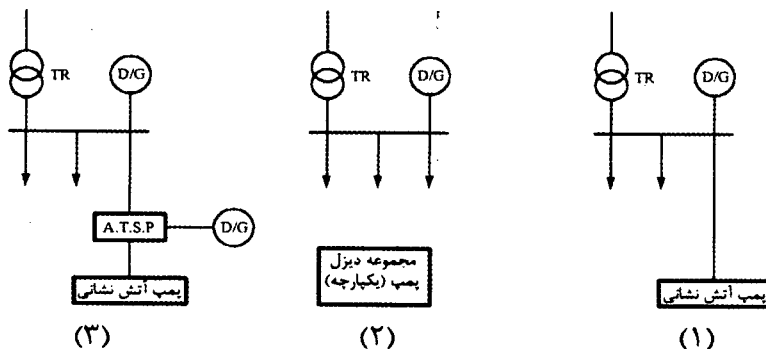 TR
D/G
A.T.S.P
D/G
پمپ آتش نشانی
(۳)
TR
D/G
مجموعه دیزل
پمپ (یکپارچه)
(۲)
TR
D/G
پمپ آتش نشانی
(۱)